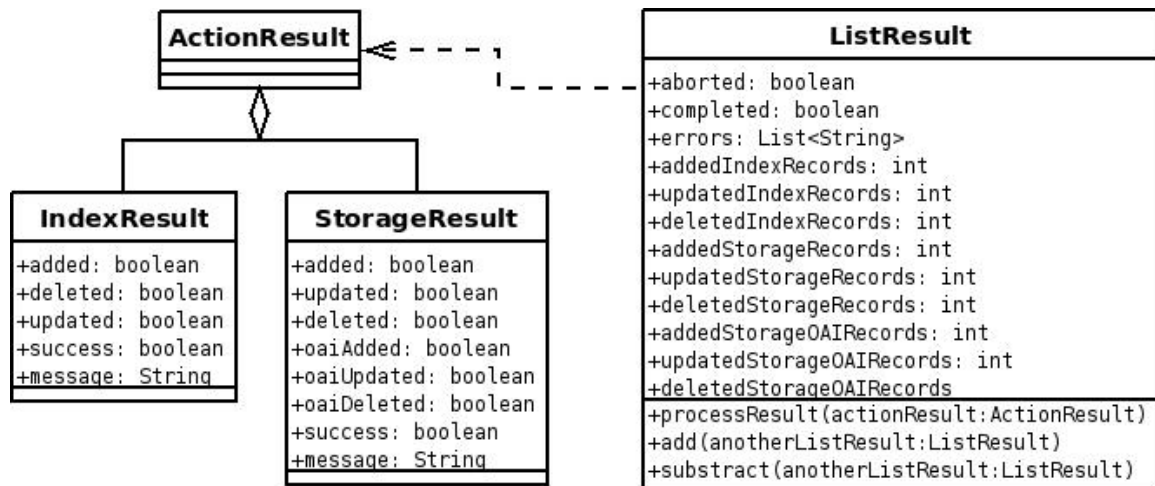 ActionResult
IndexResult
+added: boolean
+deleted: boolean
+updated: boolean
+success: boolean
+message: String
StorageResult
+added: boolean
+updated: boolean
+deleted: boolean
+oaiAdded: boolean
+oaiUpdated: boolean
+oaiDeleted: boolean
+success: boolean
+message: String
ListResult
+aborted: boolean
+completed: boolean
+errors: List<String>
+addedIndexRecords: int
+updatedIndexRecords: int
+deletedIndexRecords: int
+addedStorageRecords: int
+updatedStorageRecords: int
+deletedStorageRecords: int
+addedStorageOAIRecords: int
+updatedStorageOAIRecords: int
+deletedStorageOAIRecords
+processResult(actionResult:ActionResult)
+add(anotherListResult:ListResult)
+substract(anotherListResult:ListResult)